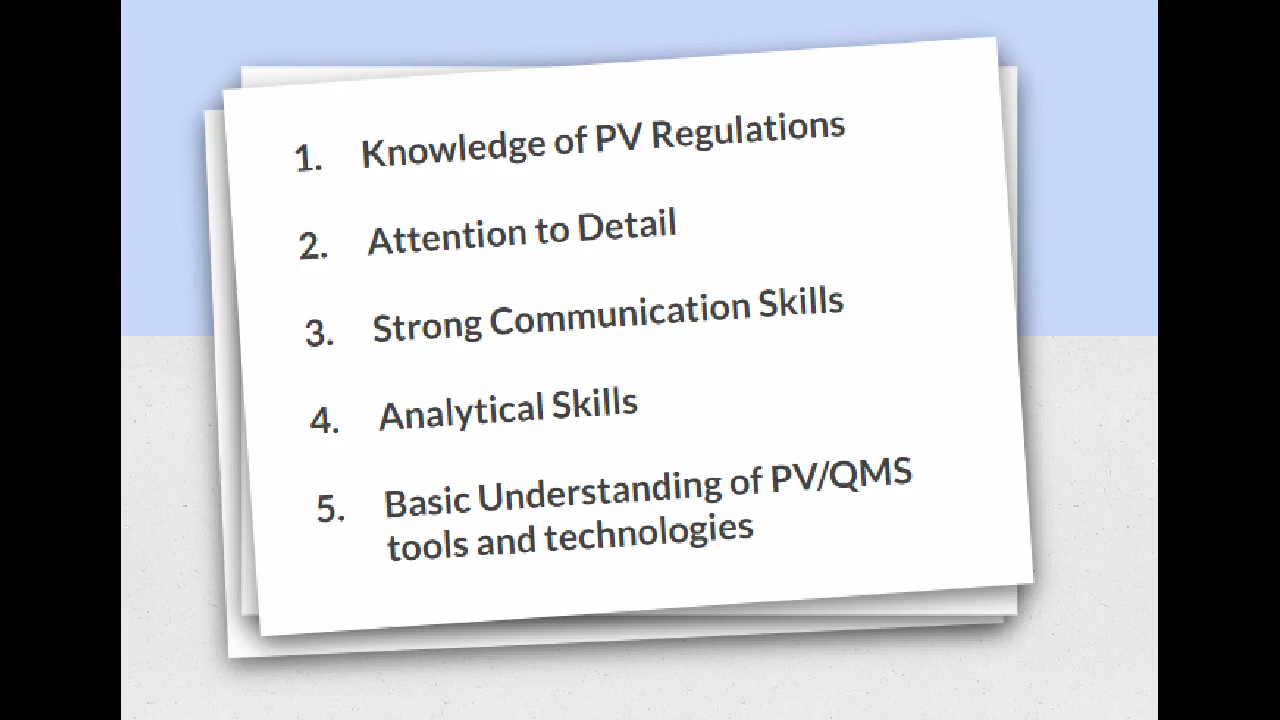 1. Knowledge of PV Regulations
2. Attention to Detail
3. Strong Communication Skills
4. Analytical Skills
5. Basic Understanding of PV/QMS
tools and technologies